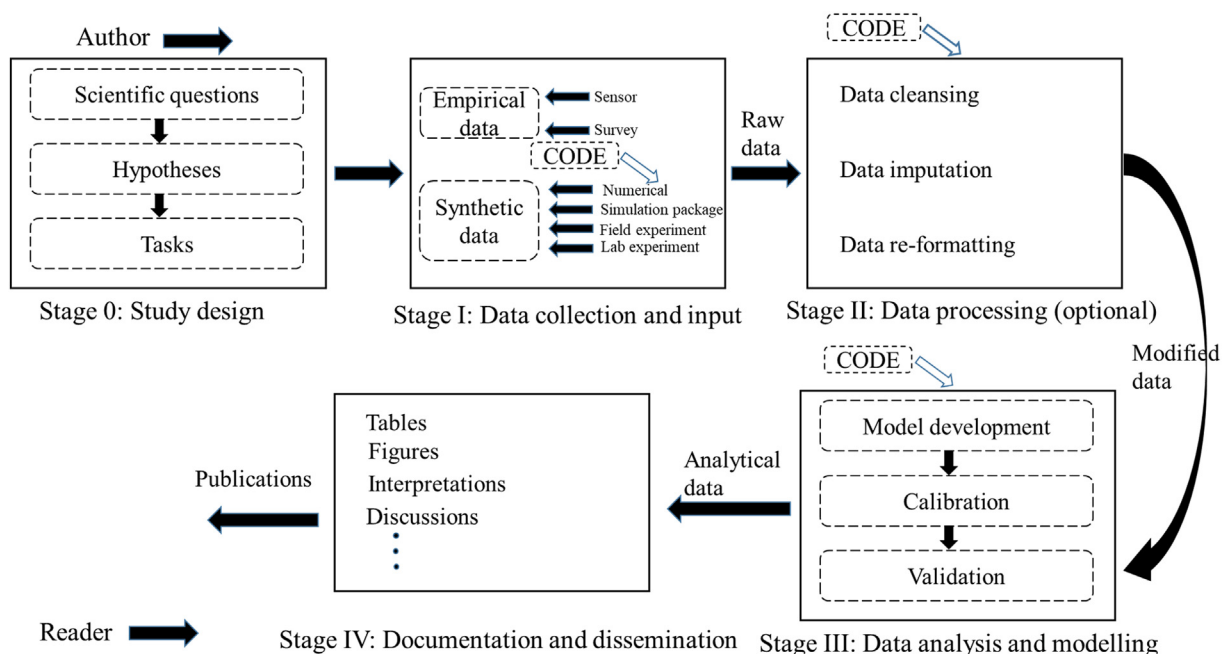 Author
Scientific questions
Hypotheses
Tasks
Stage 0: Study design
Empirical
data
Sensor
Survey
CODE
Synthetic
data
Numerical
Simulation package
Field experiment
Lab experiment
Stage I: Data collection and input
Raw
data
CODE
Data cleansing
Data imputation
Data re-formatting
Stage II: Data processing (optional)
Modified
data
CODE
Model development
Calibration
Validation
Stage III: Data analysis and modelling
Analytical
data
Tables
Figures
Interpretations
Discussions
Stage IV: Documentation and dissemination
Publications
Reader